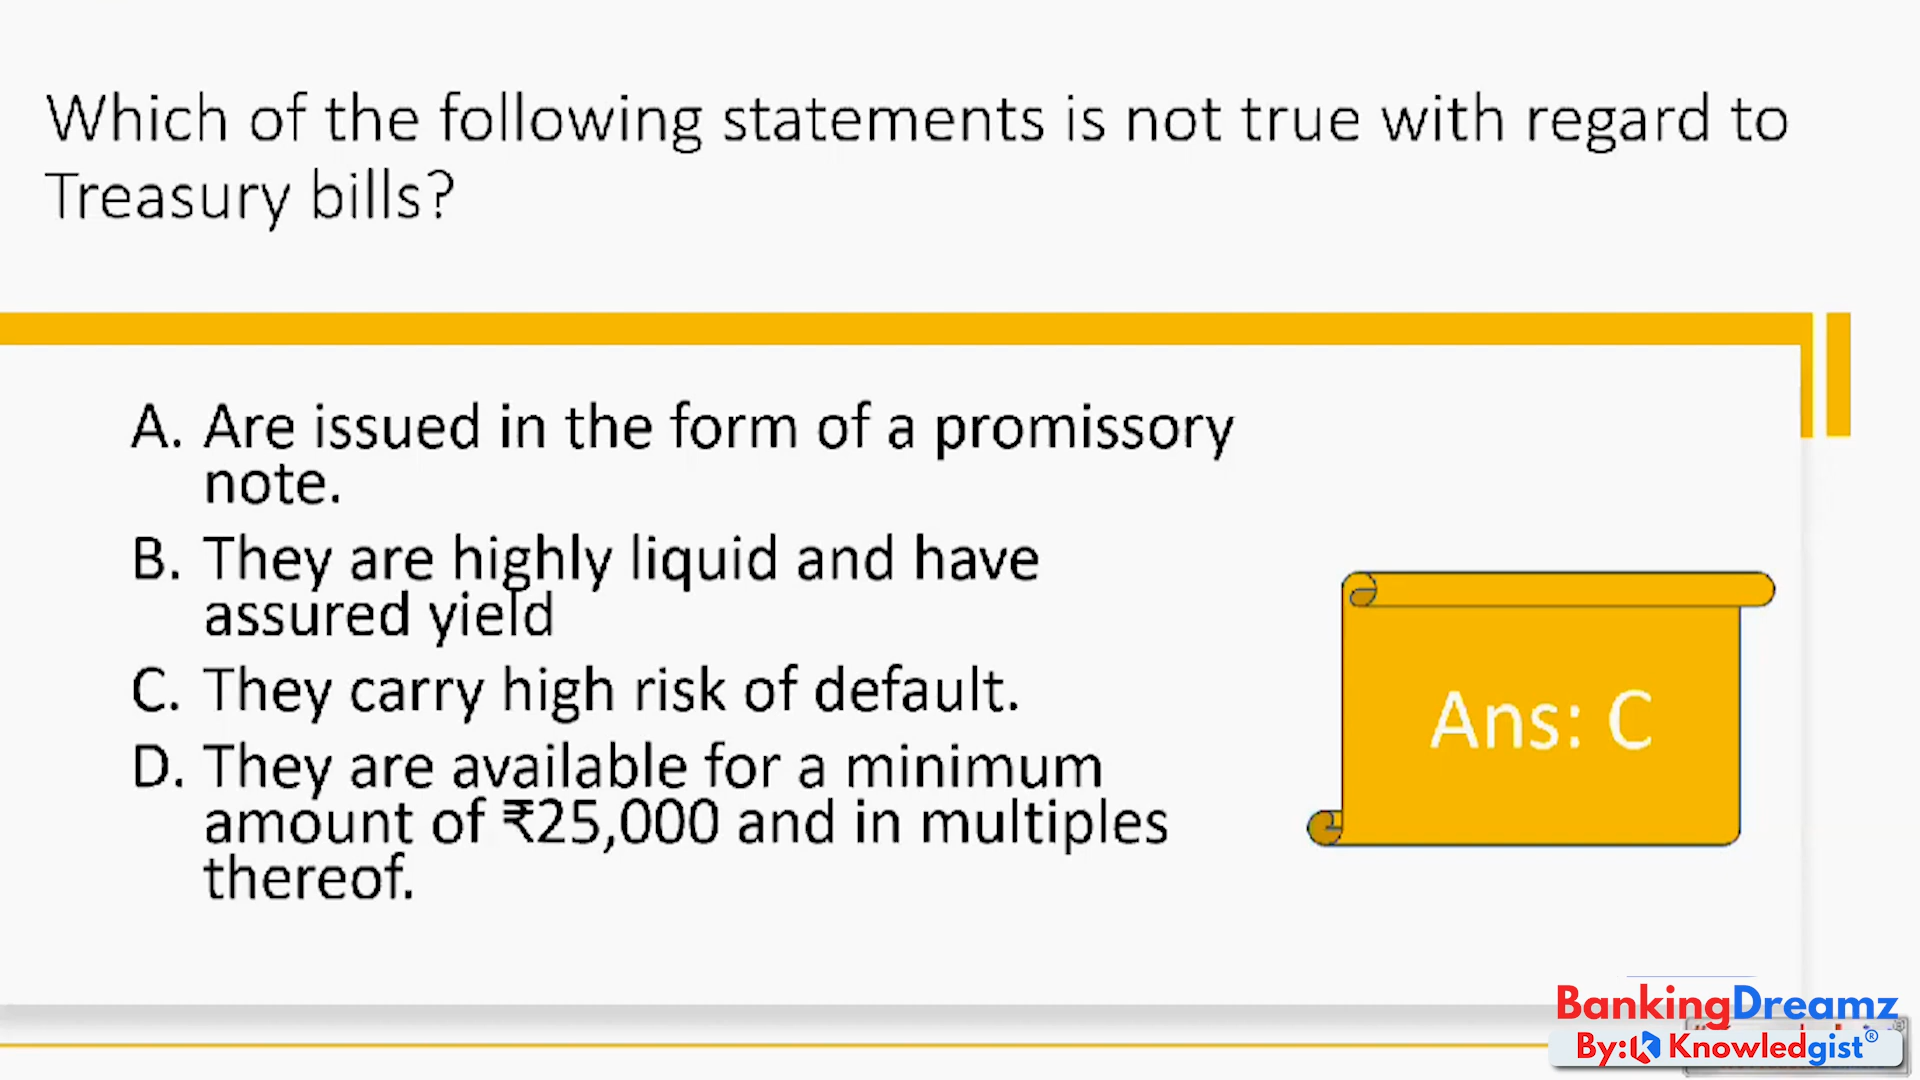 Which of the following statements is not true with regard to
Treasury bills?
A. Are issued in the form of a promissory
note.
B. They are highly liquid and have
assured yield
C. They carry high risk of default.
D. They are available for a minimum
amount of ₹25,000 and in multiples
thereof.
Ans: C
BankingDreamz
By: Knowledgist®